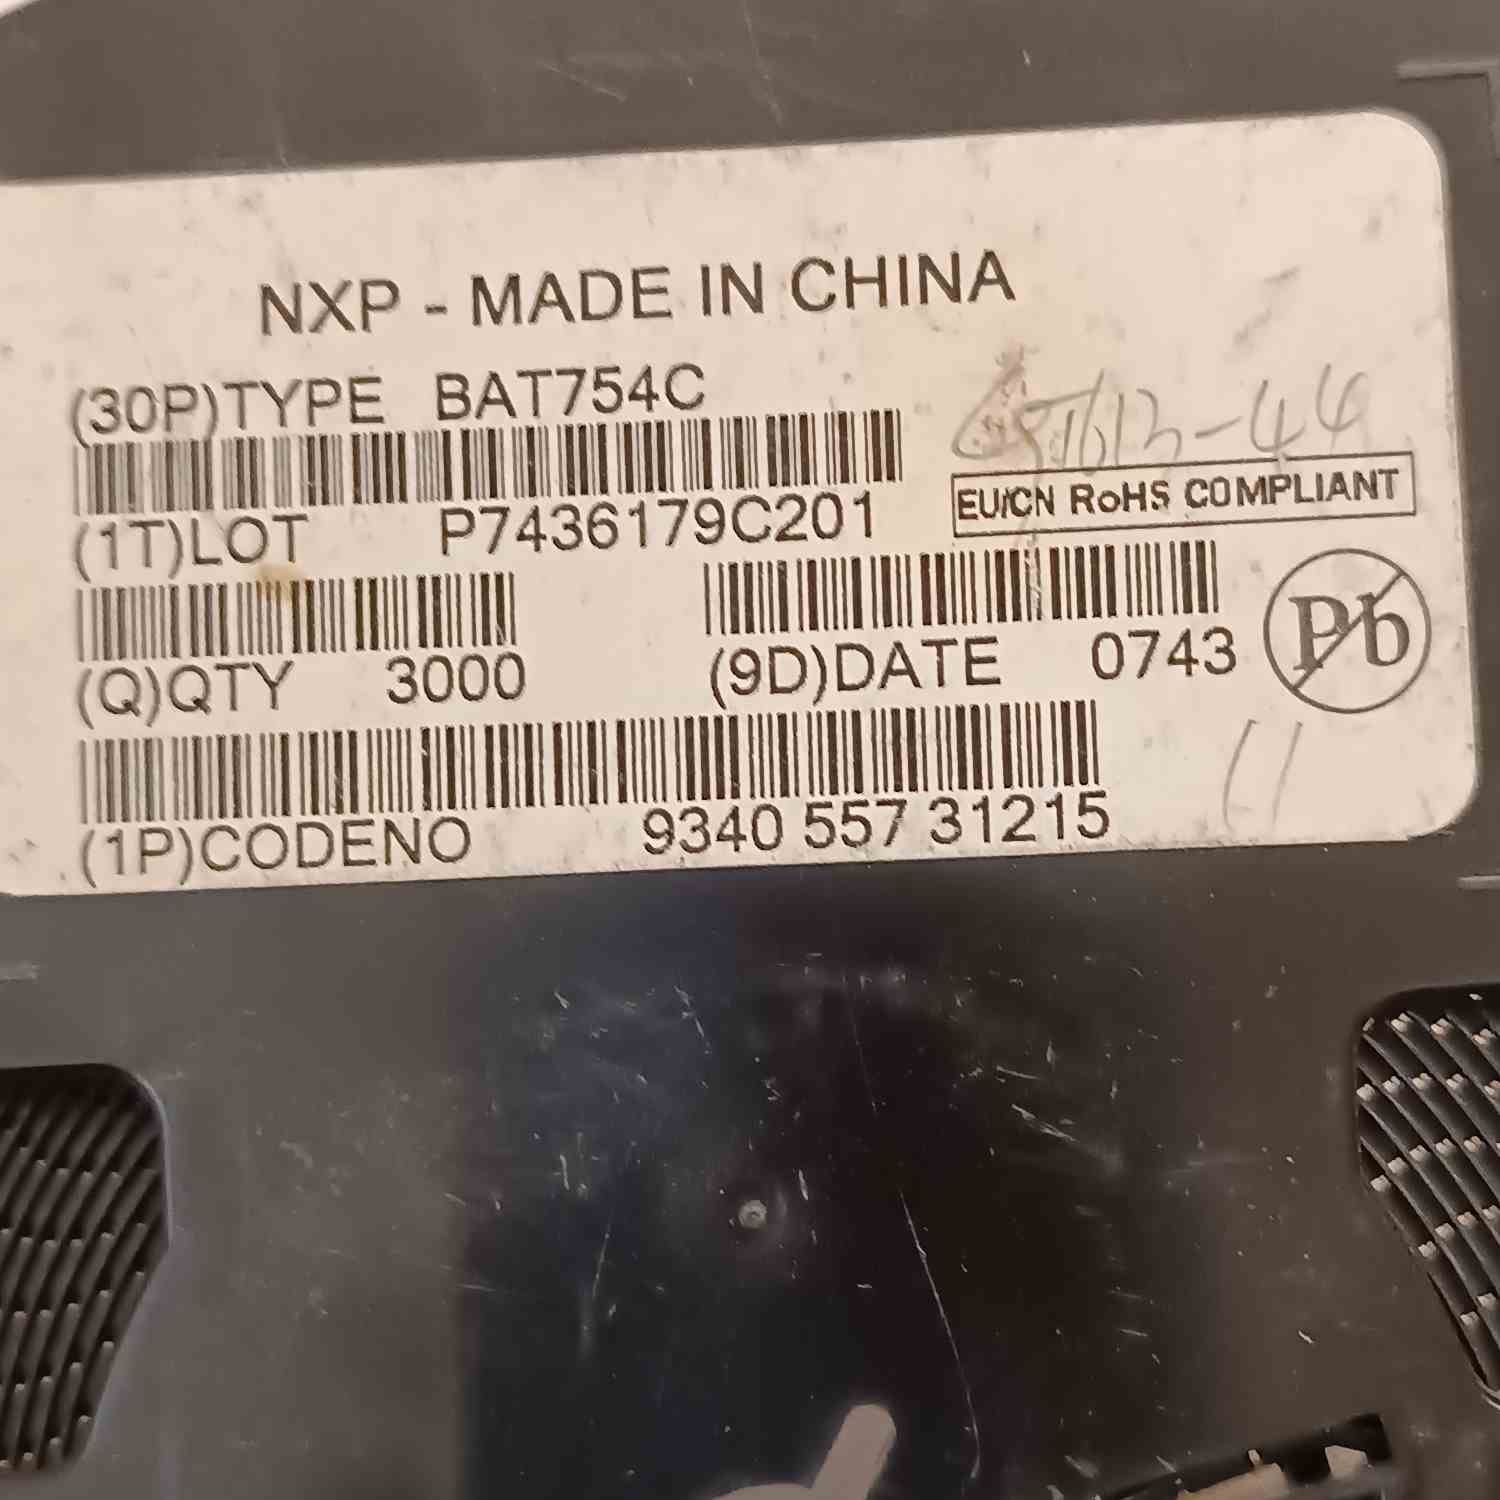 NXP - MADE IN CHINA
(30P)TYPE BAT754C
(1T)LOT P7436179C201
EU/CN RoHS COMPLIANT
(Q)QTY 3000
(9D)DATE 0743
Pb
(1P)CODENO 9340 557 31215